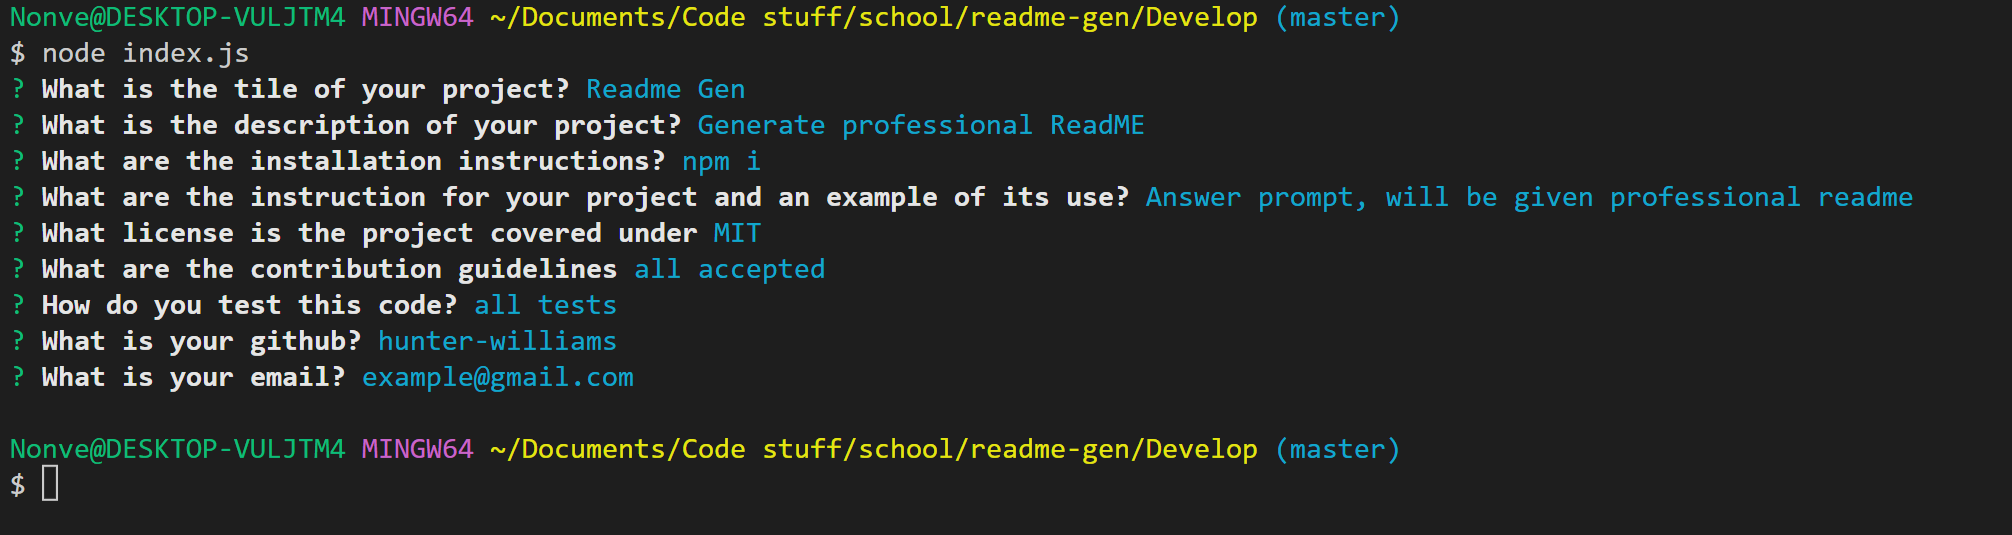 Nonve@DESKTOP-VULJTM4 MINGW64 ~/Documents/Code stuff/school/readme-gen/Develop (master)
$ node index.js
? What is the tile of your project? Readme Gen
? What is the description of your project? Generate professional ReadME
? What are the installation instructions? npm i
? What are the instruction for your project and an example of its use? Answer prompt, will be given professional readme
? What license is the project covered under MIT
? What are the contribution guidelines all accepted
? How do you test this code? all tests
? What is your github? hunter-williams
? What is your email? example@gmail.com
Nonve@DESKTOP-VULJTM4 MINGW64 ~/Documents/Code stuff/school/readme-gen/Develop (master)
$